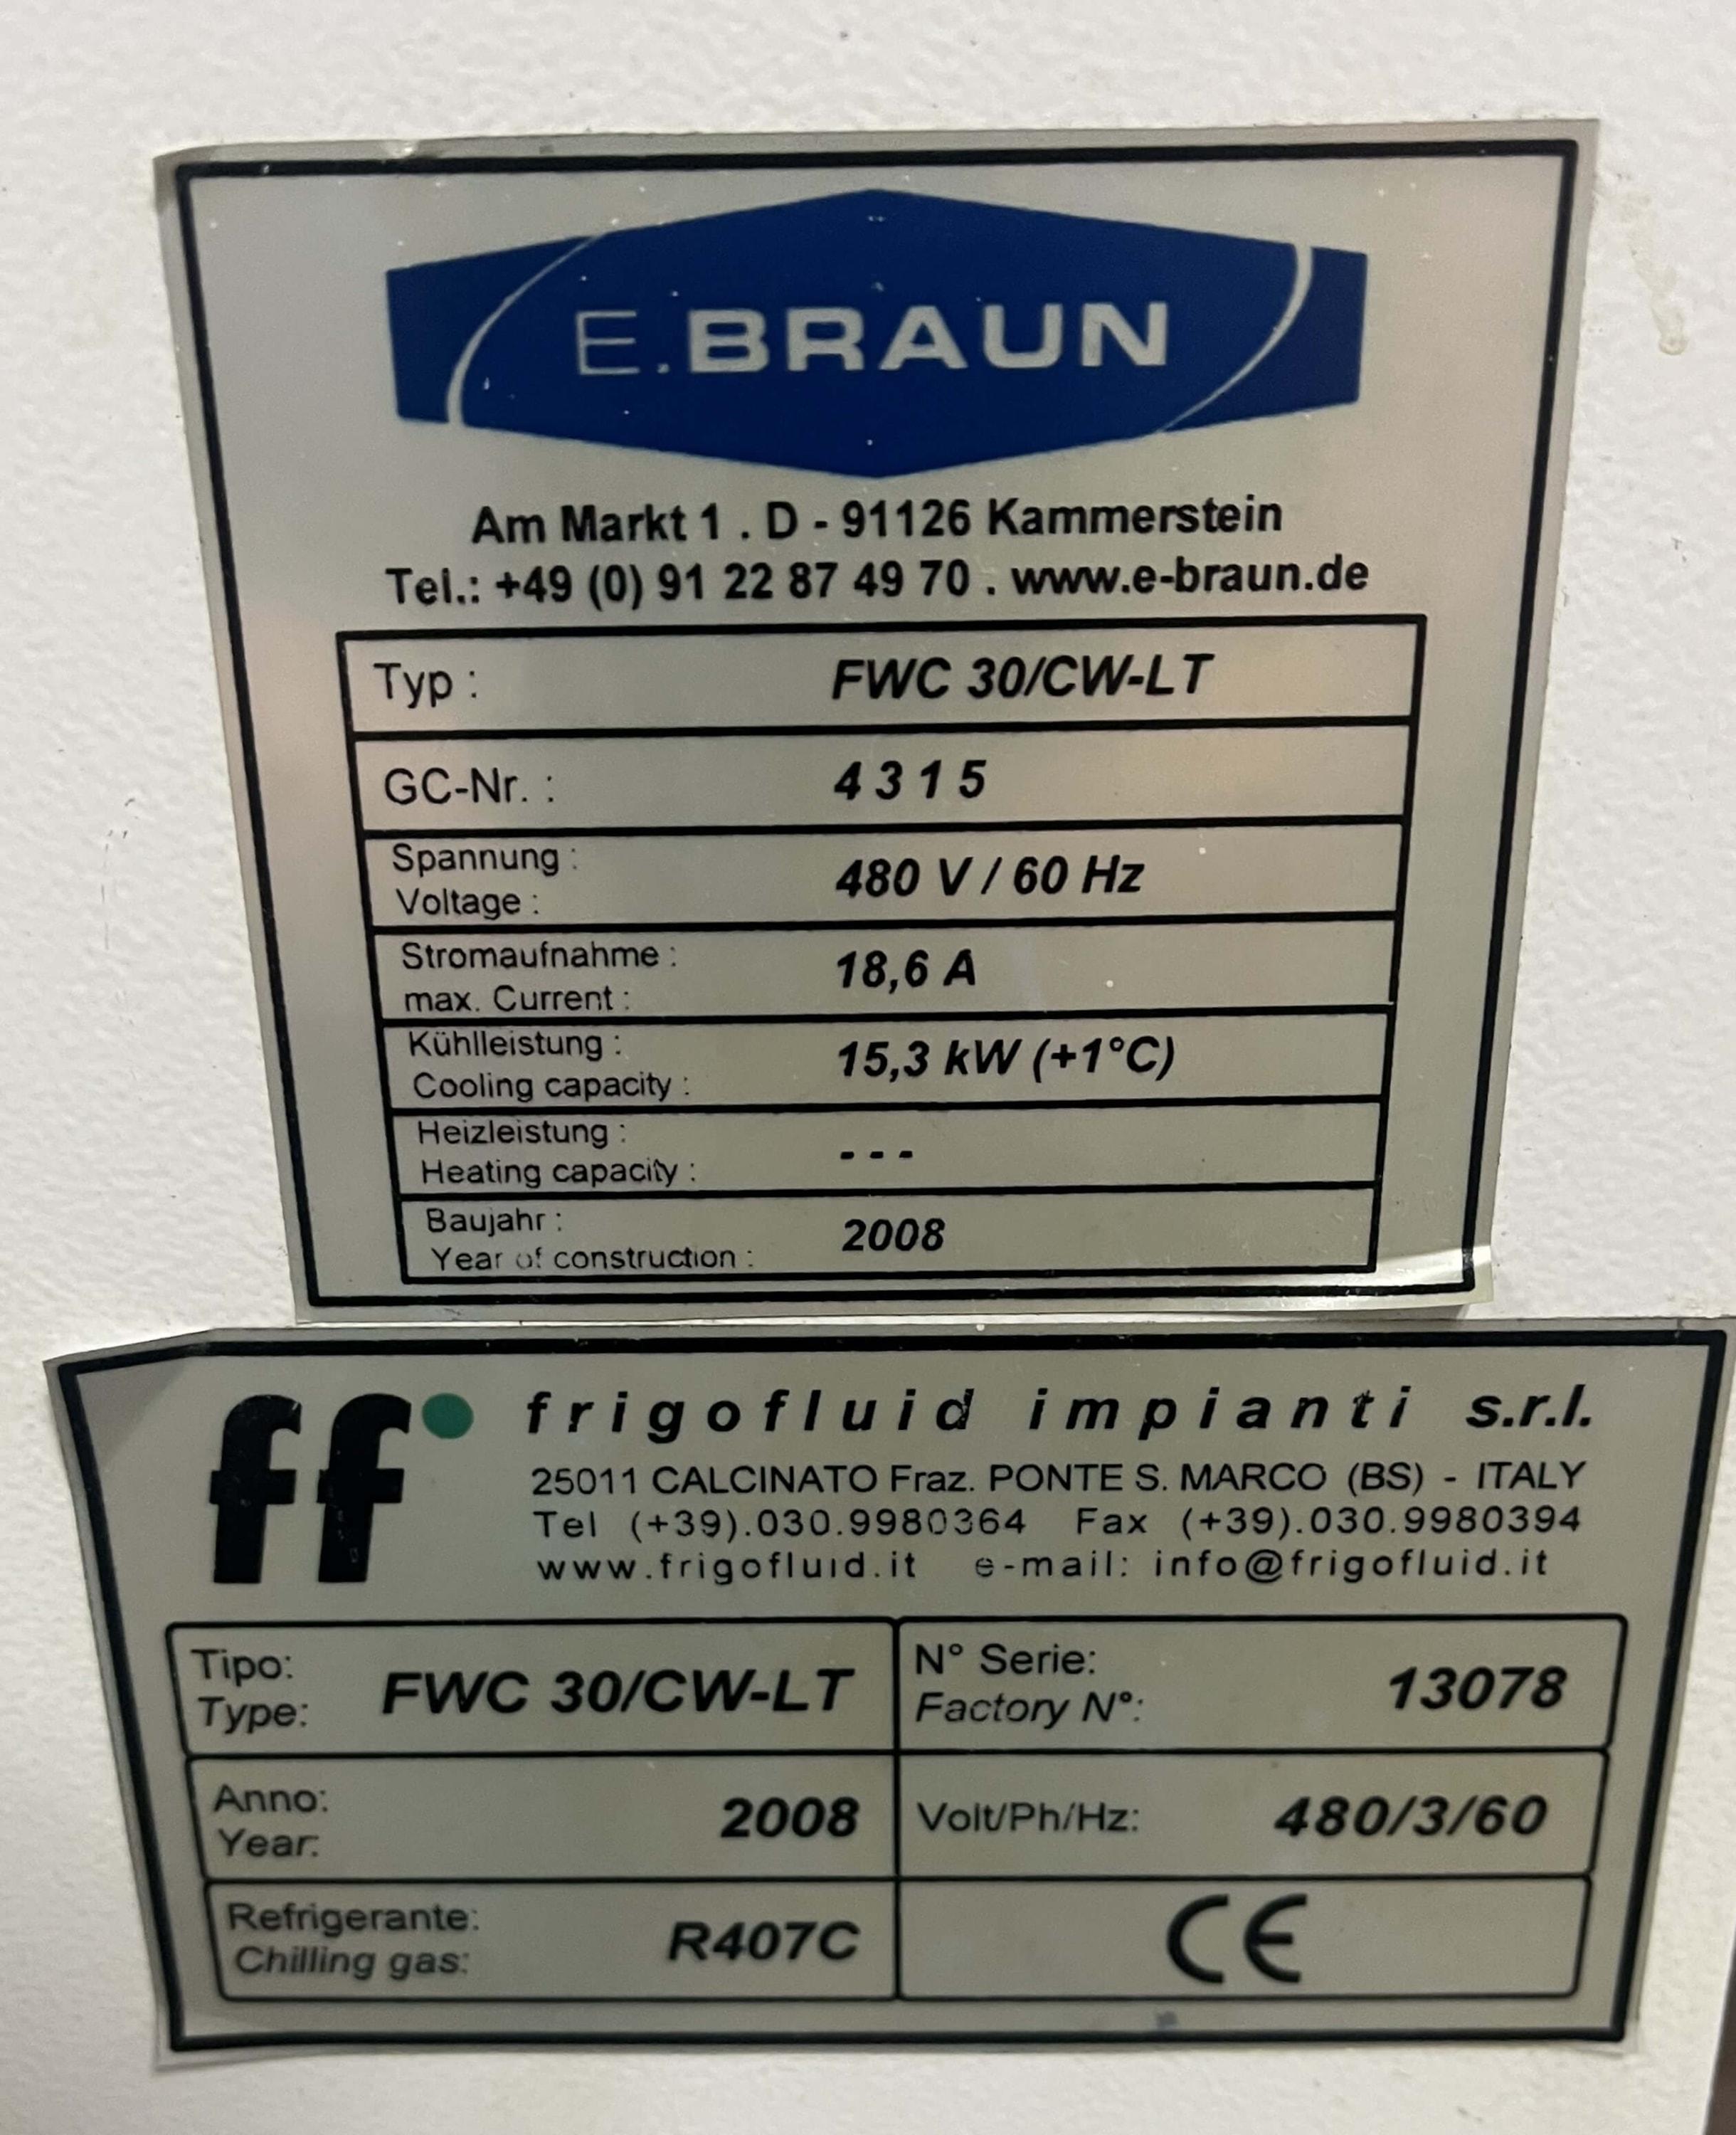 E.BRAUN
Am Markt 1 . D - 91126 Kammerstein
Tel.: +49 (0) 91 22 87 49 70 . www.e-braun.de
Typ : FWC 30/CW-LT
GC-Nr. : 4 3 1 5
Spannung :
Voltage : 480 V / 60 Hz
Stromaufnahme :
max. Current : 18,6 A
Kühlleistung :
Cooling capacity : 15,3 kW (+1°C)
Heizleistung :
Heating capacity : - - -
Baujahr :
Year of construction : 2008
ff frigofluid impianti s.r.l.
25011 CALCINATO Fraz. PONTE S. MARCO (BS) - ITALY
Tel (+39).030.9980364 Fax (+39).030.9980394
www.frigofluid.it e-mail: info@frigofluid.it
Tipo:
Type: FWC 30/CW-LT
N° Serie:
Factory N°: 13078
Anno:
Year: 2008
Volt/Ph/Hz: 480/3/60
Refrigerante:
Chilling gas: R407C
CE